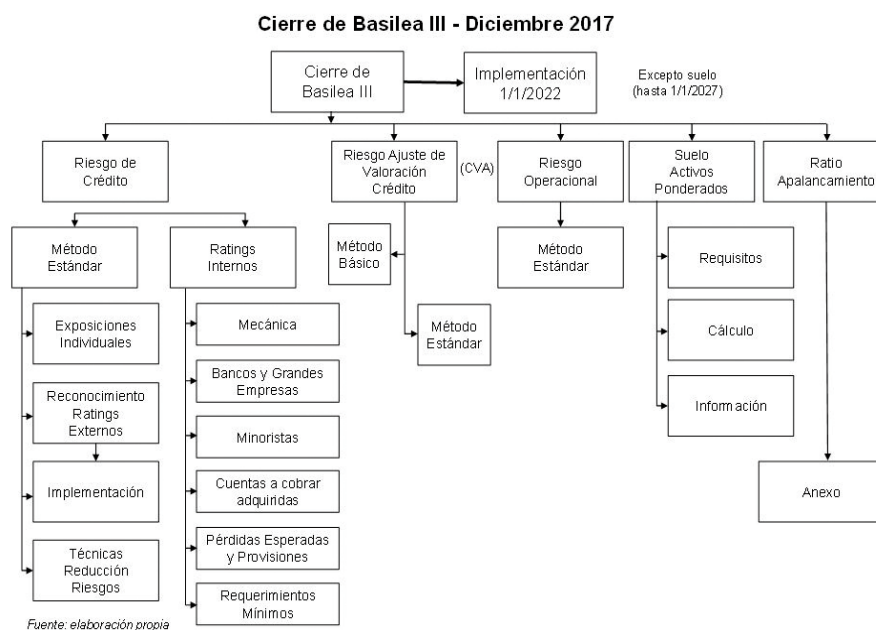 Cierre de Basilea III - Diciembre 2017
Cierre de
Basilea III
Implementación
1/1/2022
Excepto suelo
(hasta 1/1/2027)
Riesgo de
Crédito
Riesgo Ajuste de
Valoración
Crédito
(CVA)
Riesgo
Operacional
Suelo
Activos
Ponderados
Ratio
Apalancamiento
Método
Estándar
Ratings
Internos
Método
Básico
Método
Estándar
Método
Estándar
Requisitos
Cálculo
Información
Anexo
Exposiciones
Individuales
Reconocimiento
Ratings
Externos
Implementación
Técnicas
Reducción
Riesgos
Mecánica
Bancos y Grandes
Empresas
Minoristas
Cuentas a cobrar
adquiridas
Pérdidas Esperadas
y Provisiones
Requerimientos
Mínimos
Fuente: elaboración propia